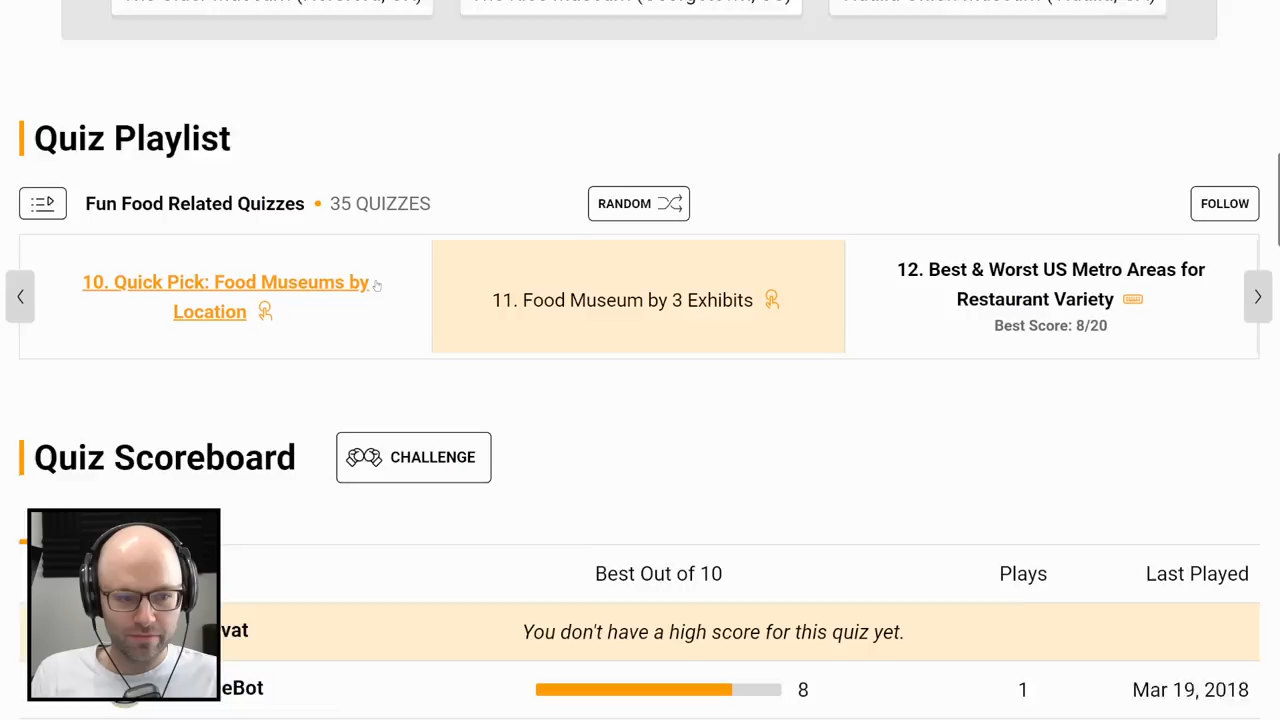 Quiz Playlist
Fun Food Related Quizzes • 35 QUIZZES
RANDOM
FOLLOW
10. Quick Pick: Food Museums by
Location
11. Food Museum by 3 Exhibits
12. Best & Worst US Metro Areas for
Restaurant Variety
Best Score: 8/20
Quiz Scoreboard
CHALLENGE
Best Out of 10
Plays
Last Played
vat
You don't have a high score for this quiz yet.
eBot
8
1
Mar 19, 2018